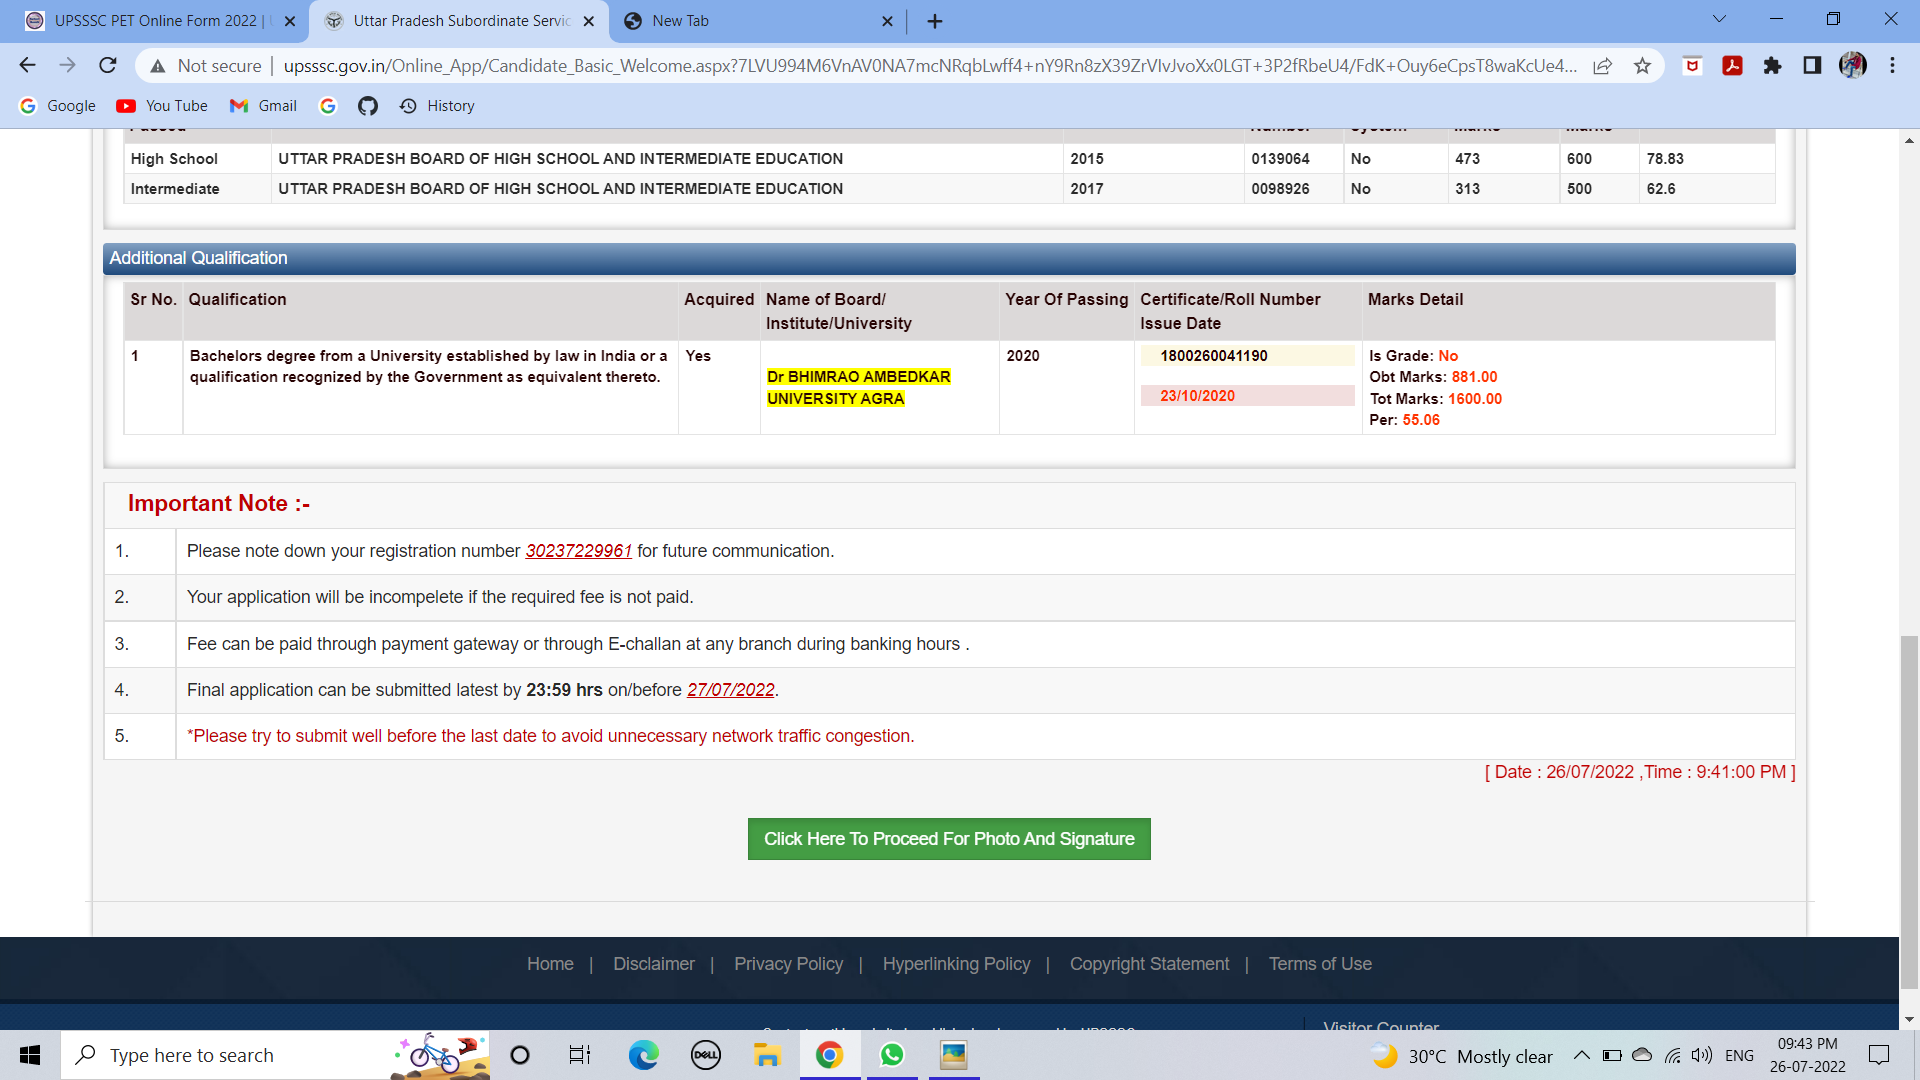 UPSSSC PET Online Form 2022 |
Uttar Pradesh Subordinate Servic
New Tab
Not secure
upsssc.gov.in/Online_App/Candidate_Basic_Welcome.aspx?7LVU994M6VnAV0NA7mcNRqbLwff4+nY9Rn8zX39ZrVIvJvoXx0LGT+3P2fRbeU4/FdK+Ouy6eCpsT8waKcUe4...
Google You Tube Gmail History
Passed Number System Marks Marks
High School UTTAR PRADESH BOARD OF HIGH SCHOOL AND INTERMEDIATE EDUCATION 2015 0139064 No 473 600 78.83
Intermediate UTTAR PRADESH BOARD OF HIGH SCHOOL AND INTERMEDIATE EDUCATION 2017 0098926 No 313 500 62.6
Additional Qualification
Sr No. Qualification Acquired Name of Board/ Year Of Passing Certificate/Roll Number Marks Detail
Institute/University Issue Date
1 Bachelors degree from a University established by law in India or a Yes 2020 1800260041190 Is Grade: No
qualification recognized by the Government as equivalent thereto. Dr BHIMRAO AMBEDKAR Obt Marks: 881.00
UNIVERSITY AGRA 23/10/2020 Tot Marks: 1600.00
Per: 55.06
Important Note :-
1. Please note down your registration number 30237229961 for future communication.
2. Your application will be incompelete if the required fee is not paid.
3. Fee can be paid through payment gateway or through E-challan at any branch during banking hours .
4. Final application can be submitted latest by 23:59 hrs on/before 27/07/2022.
5. *Please try to submit well before the last date to avoid unnecessary network traffic congestion.
[ Date : 26/07/2022 ,Time : 9:41:00 PM ]
Click Here To Proceed For Photo And Signature
Home | Disclaimer | Privacy Policy | Hyperlinking Policy | Copyright Statement | Terms of Use
Visitor Counter
Type here to search
DELL
30°C Mostly clear
ENG
09:43 PM
26-07-2022